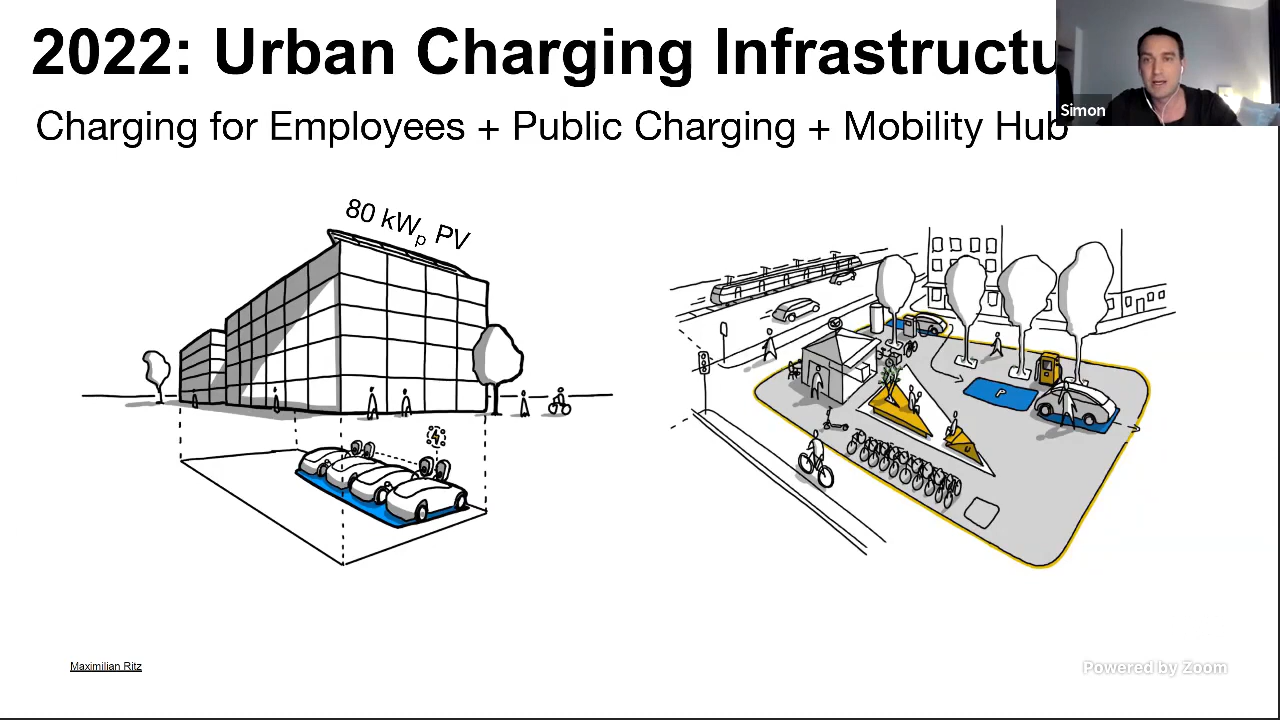 2022: Urban Charging Infrastructu
Simon
Charging for Employees + Public Charging + Mobility Hub
80 kWp PV
P
Maximilian Ritz
Powered by Zoom